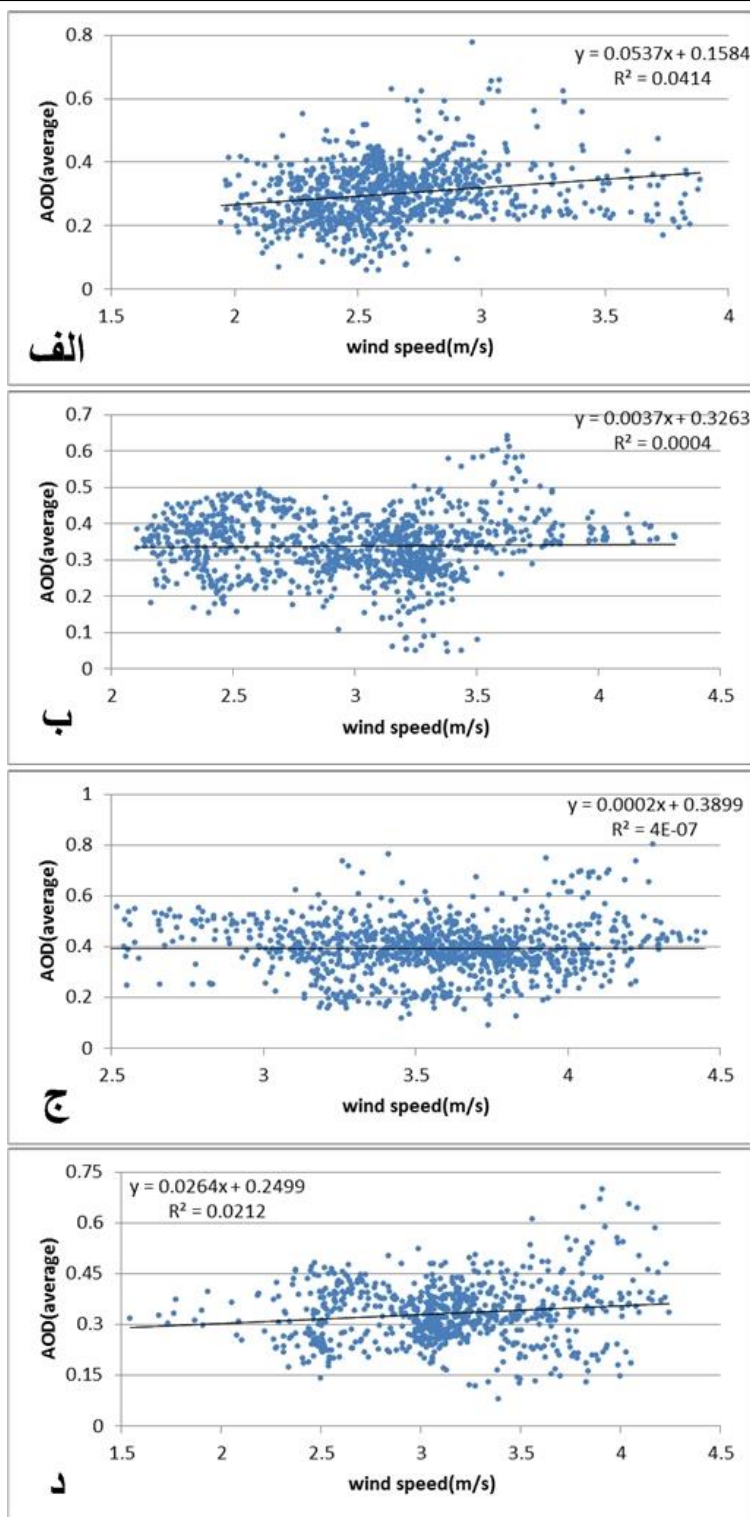 0.8
y = 0.0537x + 0.1584
R² = 0.0414
0.6
0.4
0.2
0
AOD(average)
1.5 2 2.5 3 3.5 4
wind speed(m/s)
الف
0.7
y = 0.0037x + 0.3263
R² = 0.0004
0.6
0.5
0.4
0.3
0.2
0.1
0
AOD(average)
2 2.5 3 3.5 4 4.5
wind speed(m/s)
ب
1
y = 0.0002x + 0.3899
R² = 4E-07
0.8
0.6
0.4
0.2
0
AOD(average)
2.5 3 3.5 4 4.5
wind speed(m/s)
ج
0.75
y = 0.0264x + 0.2499
R² = 0.0212
0.6
0.45
0.3
0.15
0
AOD(average)
1.5 2 2.5 3 3.5 4 4.5
wind speed(m/s)
د